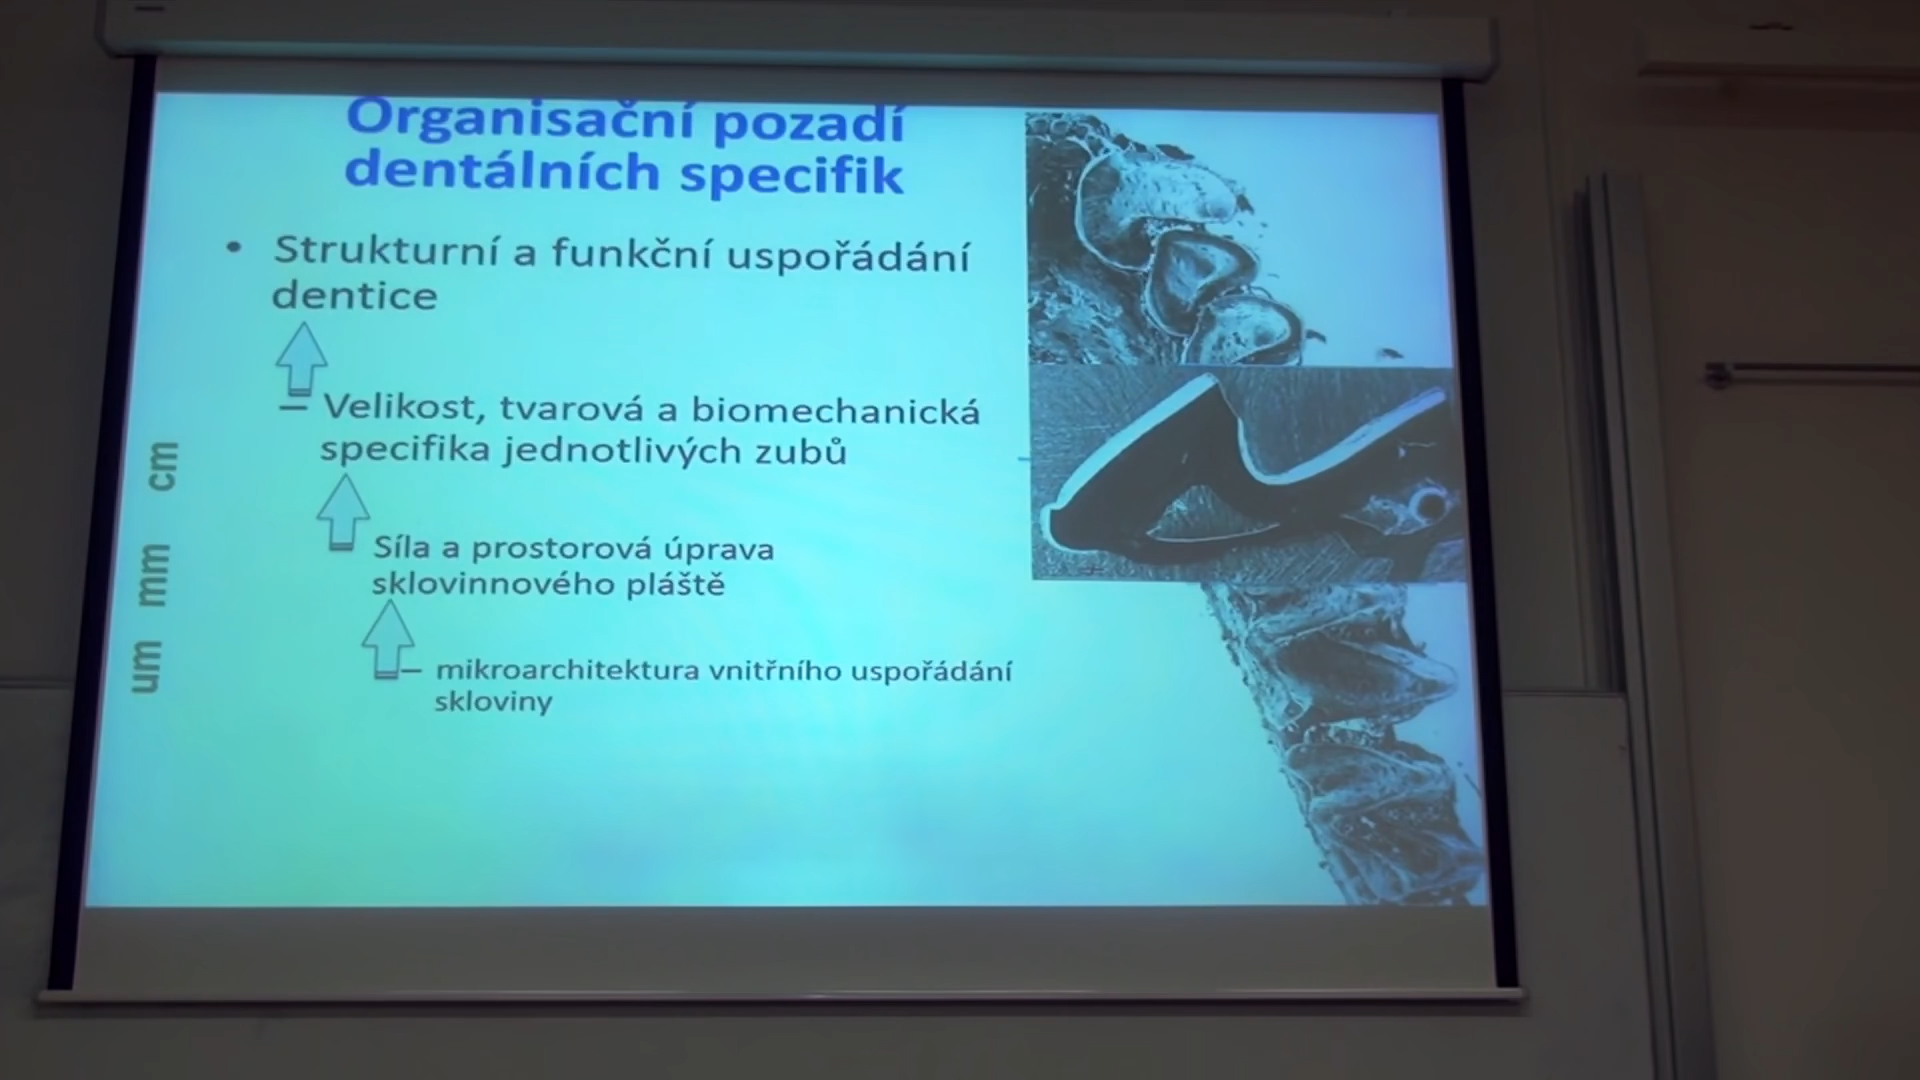 Organisační pozadí
dentálních specifik
• Strukturní a funkční uspořádání
dentice
– Velikost, tvarová a biomechanická
specifika jednotlivých zubů
Síla a prostorová úprava
sklovinnového pláště
– mikroarchitektura vnitřního uspořádání
skloviny
cm
mm
um